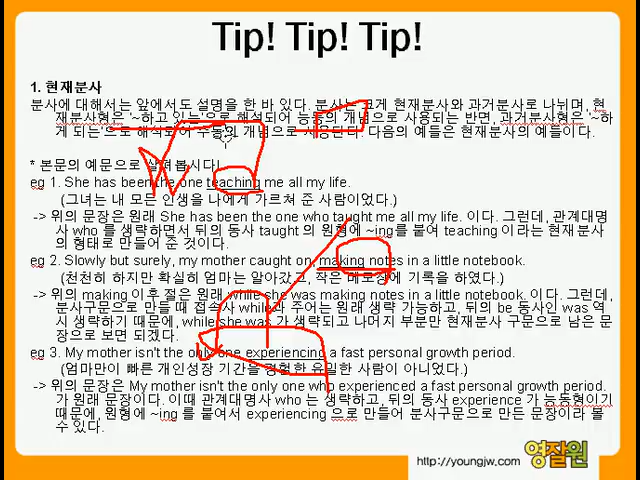 Tip! Tip! Tip!
1. 현재분사
분사에 대해서는 앞에서도 설명을 한 바 있다. 분사는 크게 현재분사와 과거분사로 나뉘며, 현
재분사형은 '~하고 있는'으로 해석되어 능동의 개념으로 사용되는 반면, 과거분사형은 '~하
게 되는'으로 해석되어 수동의 개념으로 사용된다. 다음의 예들은 현재분사의 예들이다.
* 본문의 예문으로 살펴봅시다!
eg 1. She has been the one teaching me all my life.
(그녀는 내 모든 인생을 나에게 가르쳐 준 사람이었다.)
-> 위의 문장은 원래 She has been the one who taught me all my life. 이다. 그런데, 관계대명
사 who 를 생략하면서 뒤의 동사 taught 의 원형에 ~ing를 붙여 teaching 이라는 현재분사
의 형태로 만들어 준 것이다.
eg 2. Slowly but surely, my mother caught on, making notes in a little notebook.
(천천히 하지만 확실히 엄마는 알아갔고, 작은 메모장에 기록을 하였다.)
-> 위의 making 이후 절은 원래 while she was making notes in a little notebook. 이다. 그런데,
분사구문으로 만들 때 접속사 while과 주어는 원래 생략 가능하고, 뒤의 be 동사인 was 역
시 생략하기 때문에, while she was 가 생략되고 나머지 부분만 현재분사 구문으로 남은 문
장으로 보면 되겠다.
eg 3. My mother isn't the only one experiencing a fast personal growth period.
(엄마만이 빠른 개인성장 기간을 경험한 유일한 사람이 아니었다.)
-> 위의 문장은 My mother isn't the only one who experienced a fast personal growth period.
가 원래 문장이다. 이때 관계대명사 who 는 생략하고, 뒤의 동사 experience 가 능동형이기
때문에, 원형에 ~ing 를 붙여서 experiencing 으로 만들어 분사구문으로 만든 문장이라 볼
수 있다.
http://youngjw.com
영잘원